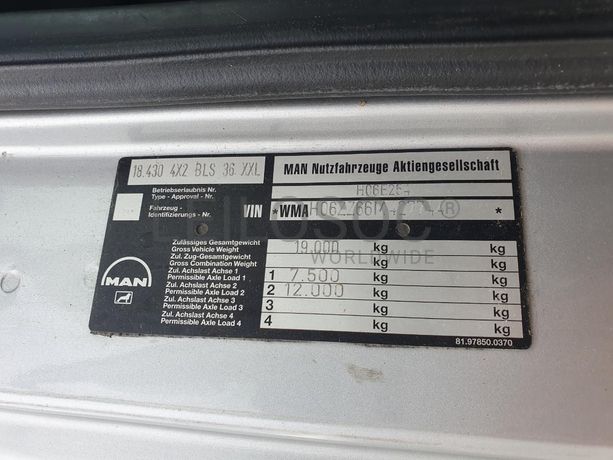 18.430 4X2 BLS 36 XXL
MAN Nutzfahrzeuge Aktiengesellschaft
Betriebserlaubnis Nr.
Type - Approval - Nr.
Fahrzeug -
Identifizierungs - Nr.
VIN
*WMA
*
LEILOSOC®
WORLDWIDE
Zulässiges Gesamtgewicht
Gross Vehicle Weight
19.000 kg kg
Zul. Zug-Gesamtgewicht
Gross Combination Weight
kg kg
Zul. Achslast Achse 1
Permissible Axle Load 1
1 7.500 kg kg
Zul. Achslast Achse 2
Permissible Axle Load 2
2 12.000 kg kg
Zul. Achslast Achse 3
Permissible Axle Load 3
3 kg kg
Zul. Achslast Achse 4
Permissible Axle Load 4
4 kg kg
MAN
81.97850.0370